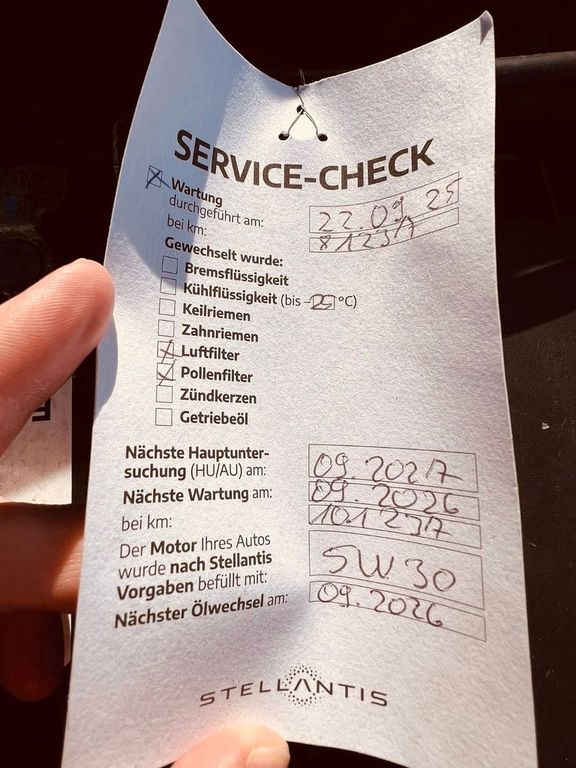 SERVICE-CHECK
Wartung
durchgeführt am: 22.09.25
bei km: 81237
Gewechselt wurde:
Bremsflüssigkeit
Kühlflüssigkeit (bis -25 °C)
Keilriemen
Zahnriemen
Luftfilter
Pollenfilter
Zündkerzen
Getriebeöl
Nächste Hauptunter-
suchung (HU/AU) am: 09.2027
Nächste Wartung am: 09.2026
bei km: 101237
Der Motor Ihres Autos
wurde nach Stellantis
Vorgaben befüllt mit: 5W30
Nächster Ölwechsel am: 09.2026
STELLANTIS